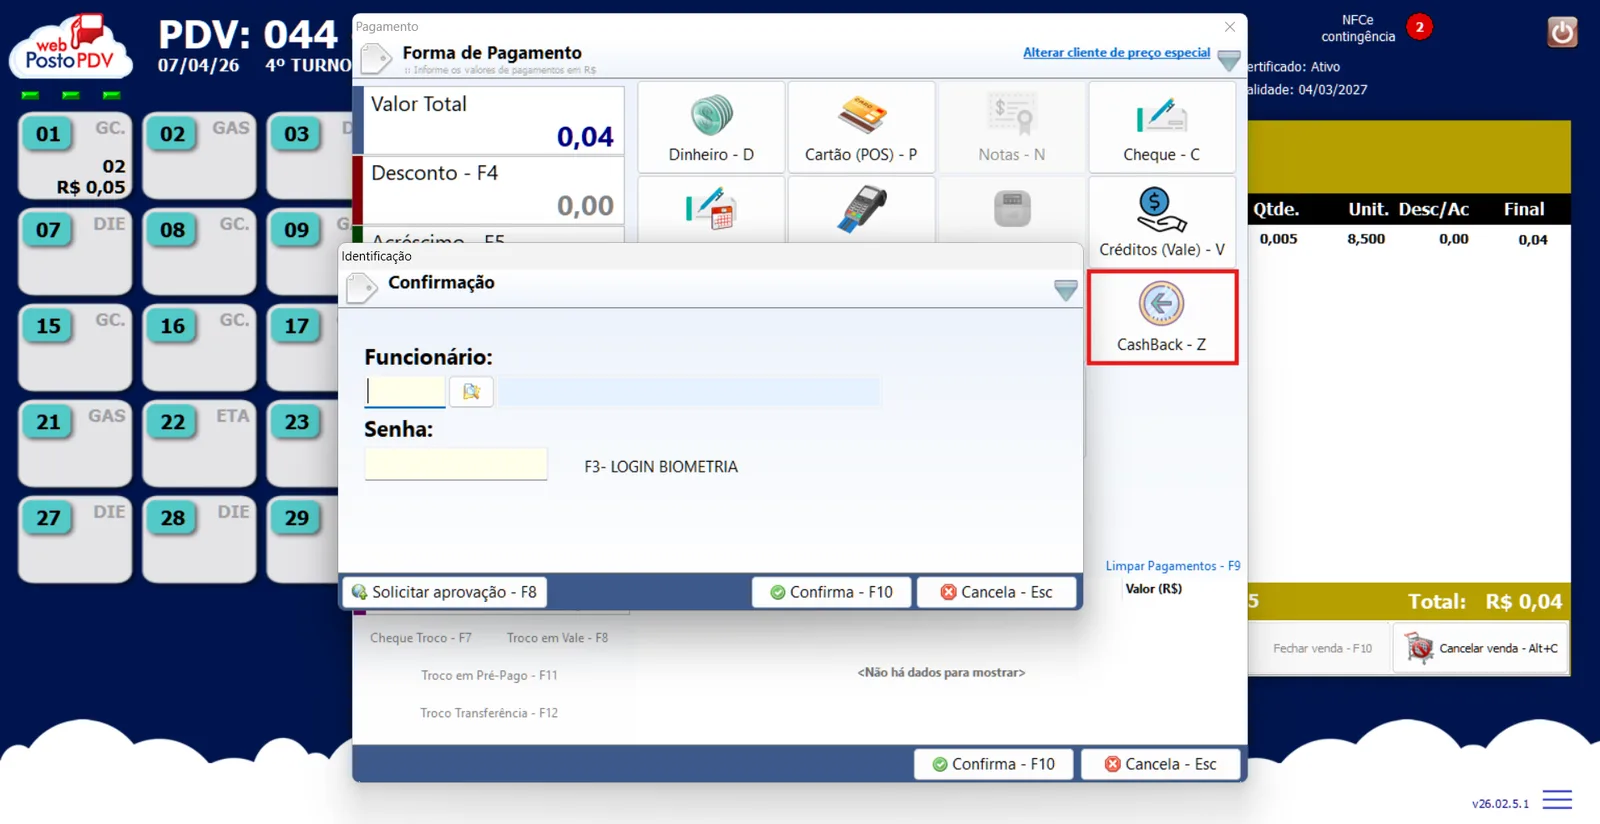 web
PostoPDV
PDV: 044
07/04/26 4º TURNO
NFCe
contingência
2
ertificado: Ativo
alidade: 04/03/2027
Pagamento
Forma de Pagamento
:: Informe os valores de pagamentos em R$
Alterar cliente de preço especial
Valor Total
0,04
Desconto - F4
0,00
Acréscimo - F5
Dinheiro - D
Cartão (POS) - P
Notas - N
Cheque - C
Créditos (Vale) - V
CashBack - Z
01 GC.
02
R$ 0,05
02 GAS
03 D
07 DIE
08 GC.
09 GA
15 GC.
16 GC.
17
21 GAS
22 ETA
23
27 DIE
28 DIE
29
Identificação
Confirmação
Funcionário:
Senha:
F3- LOGIN BIOMETRIA
Solicitar aprovação - F8
Confirma - F10
Cancela - Esc
Limpar Pagamentos - F9
Valor (R$)
Cheque Troco - F7
Troco em Vale - F8
Troco em Pré-Pago - F11
Troco Transferência - F12
<Não há dados para mostrar>
Confirma - F10
Cancela - Esc
Qtde. Unit. Desc/Ac Final
0,005 8,500 0,00 0,04
5 Total: R$ 0,04
Fechar venda - F10
Cancelar venda - Alt+C
v26.02.5.1